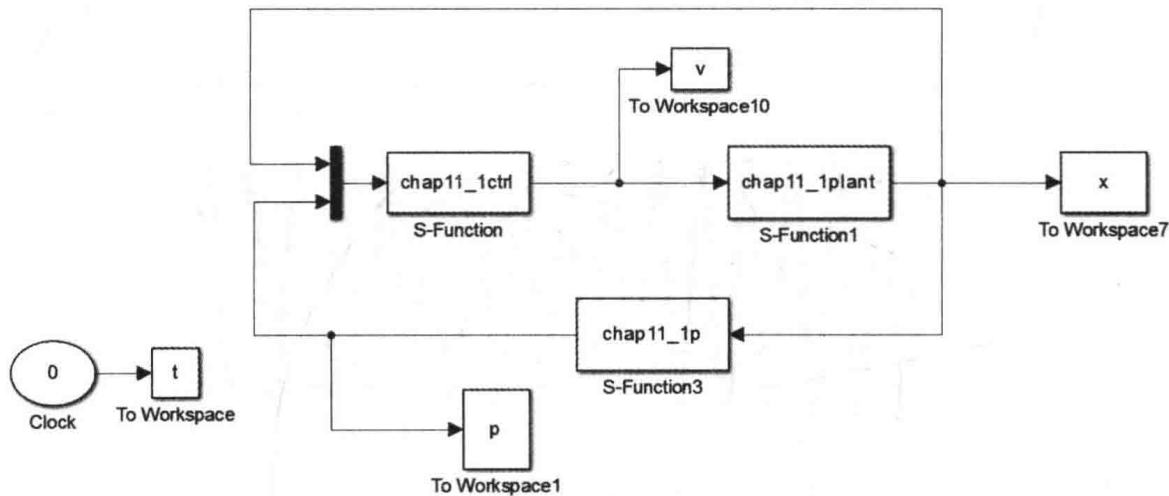 v
To Workspace10
chap11_1ctrl
S-Function
chap11_1plant
S-Function1
x
To Workspace7
chap11_1p
S-Function3
0
Clock
t
To Workspace
p
To Workspace1